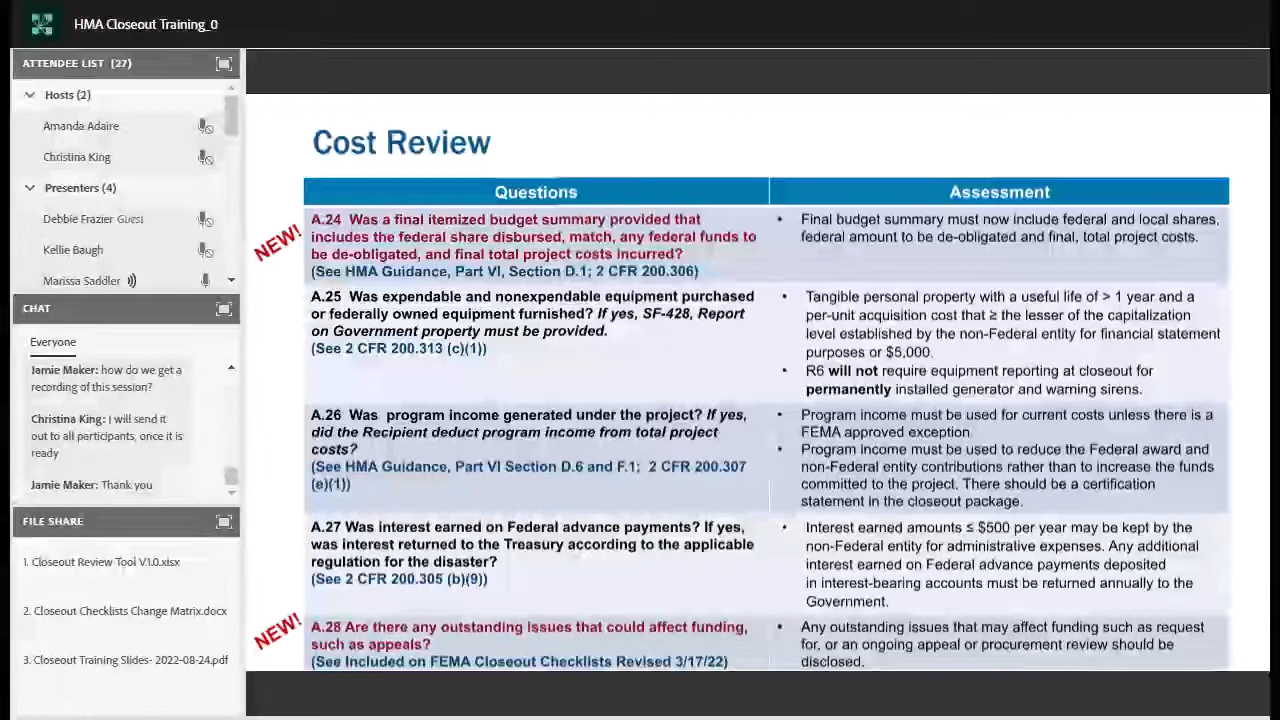 HMA Closeout Training_0
ATTENDEE LIST (27)
Hosts (2)
Amanda Adaire
Christina King
Presenters (4)
Debbie Frazier Guest
Kellie Baugh
Marissa Saddler
CHAT
Everyone
Jamie Maker: how do we get a
recording of this session?
Christina King: I will send it
out to all participants, once it is
ready
Jamie Maker: Thank you
FILE SHARE
1. Closeout Review Tool V.1.0.xlsx
2. Closeout Checklists Change Matrix.docx
3. Closeout Training Slides- 2022-08-24.pdf
Cost Review
Questions
Assessment
NEW!
A.24 Was a final itemized budget summary provided that
includes the federal share disbursed, match, any federal funds to
be de-obligated, and final total project costs incurred?
(See HMA Guidance, Part VI, Section D.1; 2 CFR 200.306)
• Final budget summary must now include federal and local shares,
federal amount to be de-obligated and final, total project costs.
A.25 Was expendable and nonexpendable equipment purchased
or federally owned equipment furnished? If yes, SF-428, Report
on Government property must be provided.
(See 2 CFR 200.313 (c)(1))
• Tangible personal property with a useful life of > 1 year and a
per-unit acquisition cost that ≥ the lesser of the capitalization
level established by the non-Federal entity for financial statement
purposes or $5,000.
• R6 will not require equipment reporting at closeout for
permanently installed generator and warning sirens.
A.26 Was program income generated under the project? If yes,
did the Recipient deduct program income from total project
costs?
(See HMA Guidance, Part VI Section D.6 and F.1; 2 CFR 200.307
(e)(1))
• Program income must be used for current costs unless there is a
FEMA approved exception.
• Program income must be used to reduce the Federal award and
non-Federal entity contributions rather than to increase the funds
committed to the project. There should be a certification
statement in the closeout package.
A.27 Was interest earned on Federal advance payments? If yes,
was interest returned to the Treasury according to the applicable
regulation for the disaster?
(See 2 CFR 200.305 (b)(9))
• Interest earned amounts ≤ $500 per year may be kept by the
non-Federal entity for administrative expenses. Any additional
interest earned on Federal advance payments deposited
in interest-bearing accounts must be returned annually to the
Government.
NEW!
A.28 Are there any outstanding issues that could affect funding,
such as appeals?
(See Included on FEMA Closeout Checklists Revised 3/17/22)
• Any outstanding issues that may affect funding such as request
for, or an ongoing appeal or procurement review should be
disclosed.